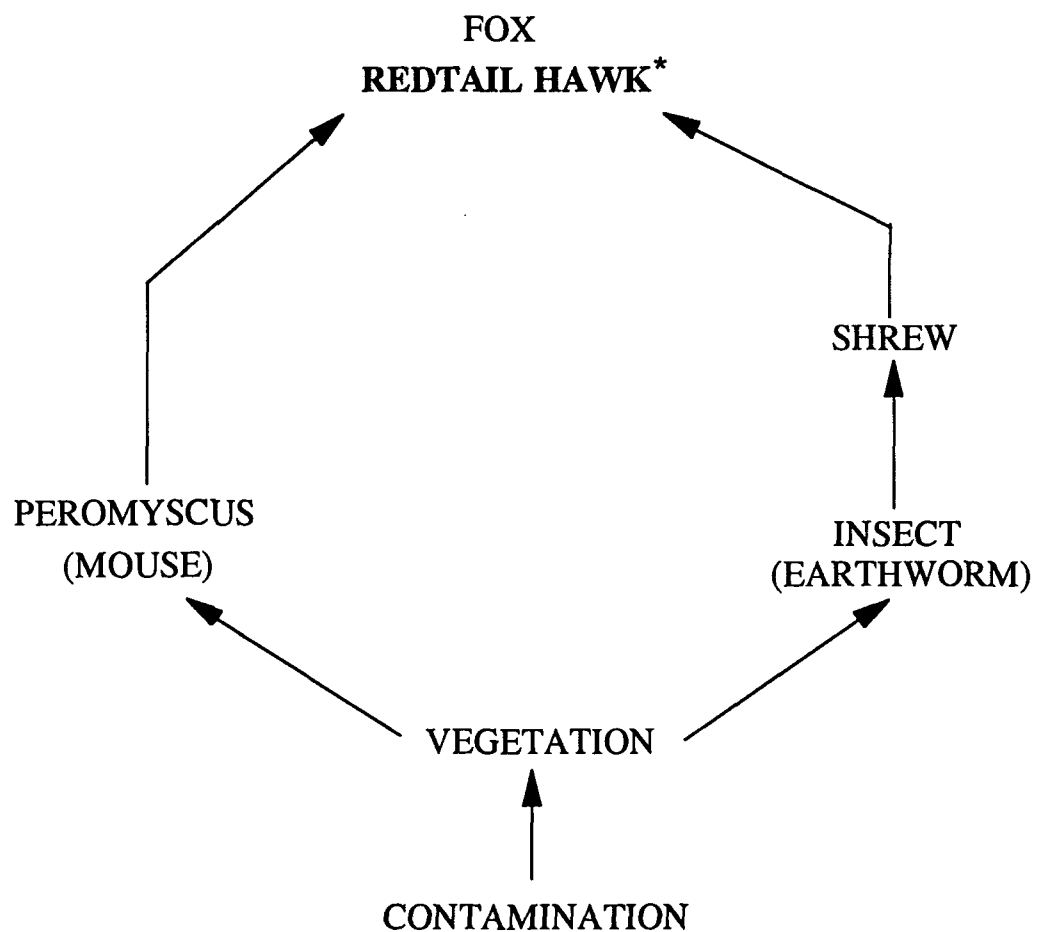 FOX
REDTAIL HAWK*
SHREW
PEROMYSCUS
(MOUSE)
INSECT
(EARTHWORM)
VEGETATION
CONTAMINATION